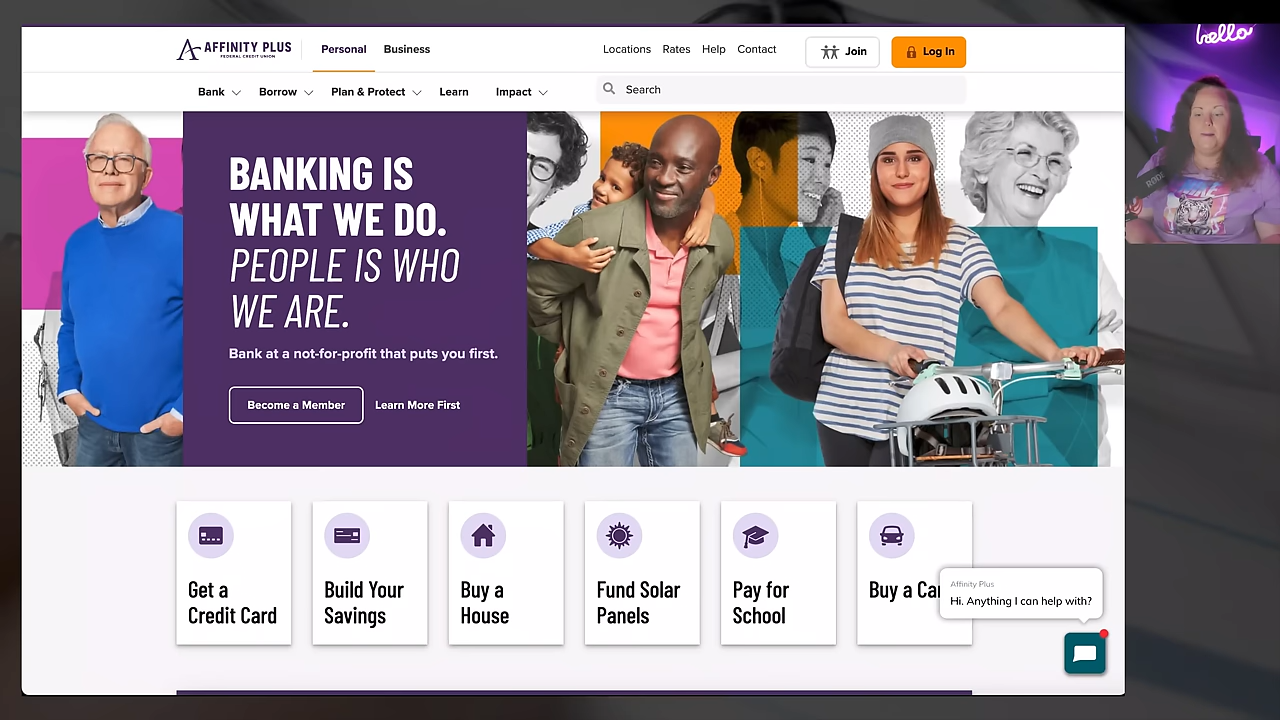 AFFINITY PLUS
FEDERAL CREDIT UNION
Personal
Business
Locations
Rates
Help
Contact
Join
Log In
Bank
Borrow
Plan & Protect
Learn
Impact
Search
BANKING IS
WHAT WE DO.
PEOPLE IS WHO
WE ARE.
Bank at a not-for-profit that puts you first.
Become a Member
Learn More First
Get a
Credit Card
Build Your
Savings
Buy a
House
Fund Solar
Panels
Pay for
School
Buy a Car
Affinity Plus
Hi. Anything I can help with?
hello